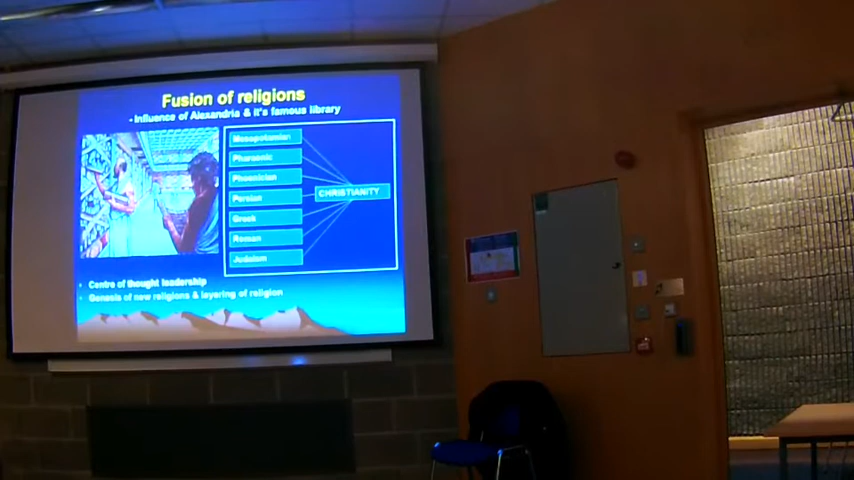 Fusion of religions
- Influence of Alexandria & it's famous library
Mesopotamian
Pharaonic
Phoenician
Persian
Greek
Roman
Judaism
CHRISTIANITY
• Centre of thought leadership
• Genesis of new religions & layering of religion